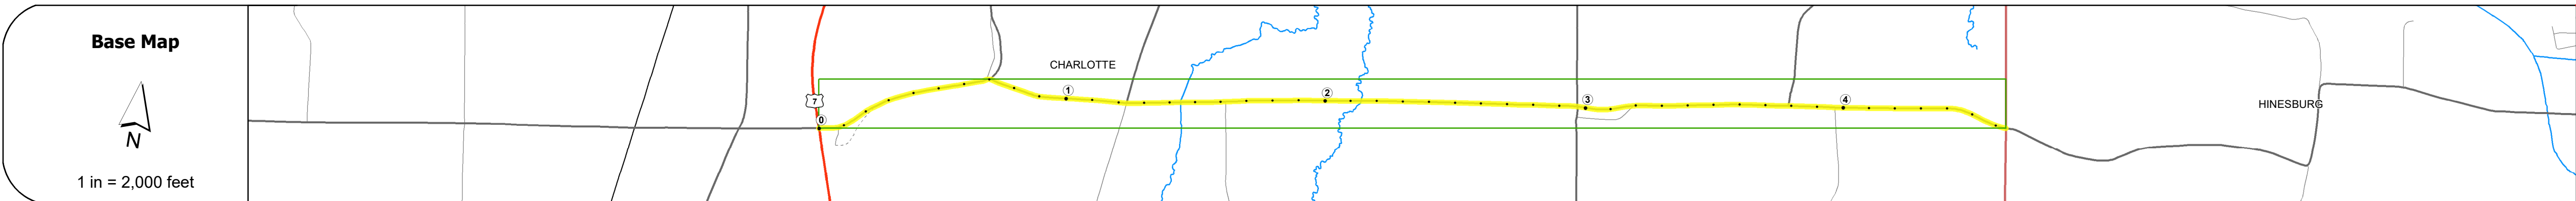 Base Map
N
1 in = 2,000 feet
CHARLOTTE
7
0
1
2
3
4
HINESBURG